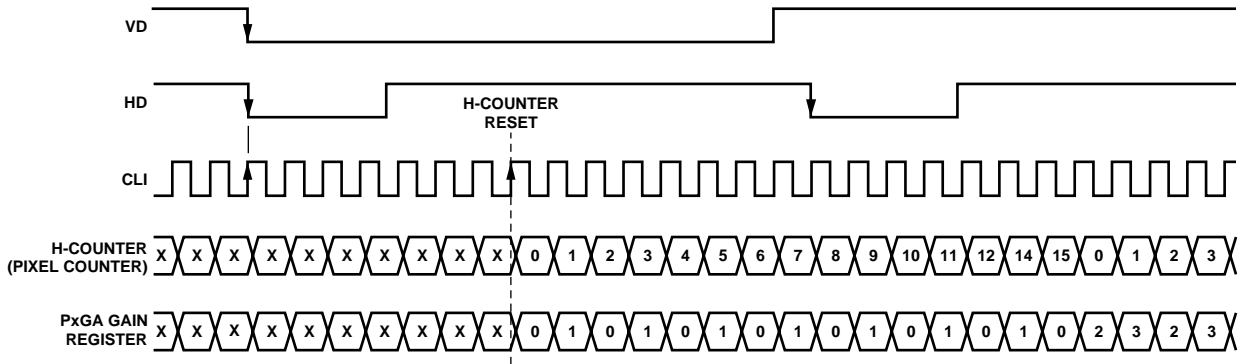 VD
HD
H-COUNTER
RESET
CLI
H-COUNTER
(PIXEL COUNTER)
X X X X X X X X X X 0 1 2 3 4 5 6 7 8 9 10 11 12 14 15 0 1 2 3
PxGA GAIN
REGISTER
X X X X X X X X X X 0 1 0 1 0 1 0 1 0 1 0 1 0 1 0 2 3 2 3